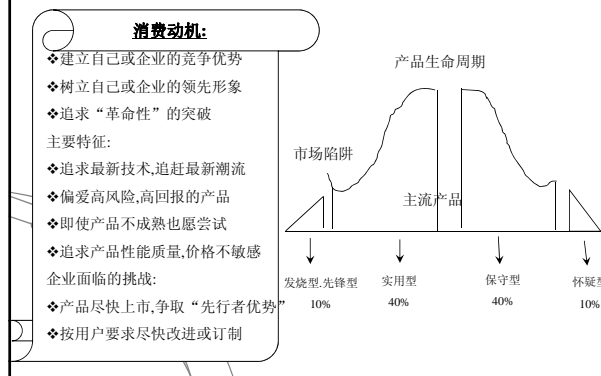 消费动机:
❖建立自己或企业的竞争优势
❖树立自己或企业的领先形象
❖追求“革命性”的突破
主要特征:
❖追求最新技术,追赶最新潮流
❖偏爱高风险,高回报的产品
❖即使产品不成熟也愿尝试
❖追求产品性能质量,价格不敏感
企业面临的挑战:
❖产品尽快上市,争取“先行者优势”
❖按用户要求尽快改进或订制
产品生命周期
市场陷阱
主流产品
发烧型.先锋型 实用型 保守型 怀疑
10% 40% 40% 10%